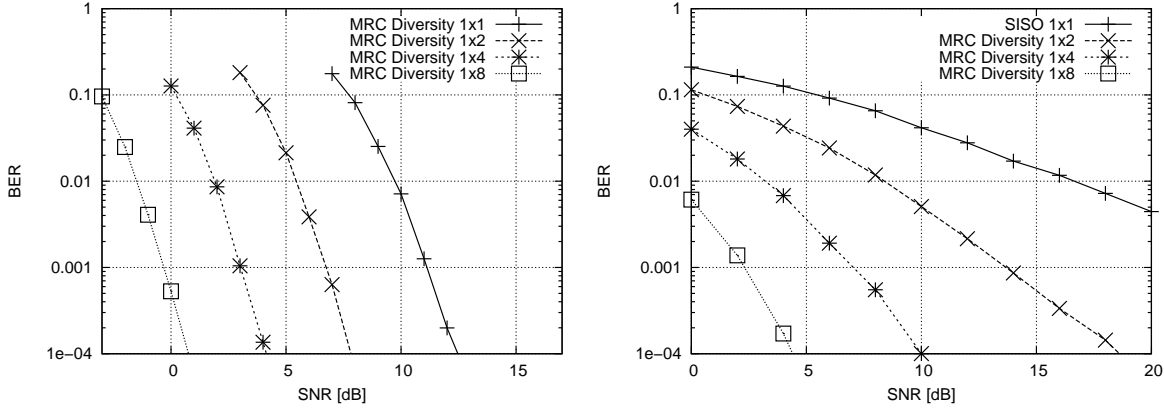 1
0.1
0.01
0.001
1e−04
0
5
10
15
BER
SNR [dB]
MRC Diversity 1x1
MRC Diversity 1x2
MRC Diversity 1x4
MRC Diversity 1x8
1
0.1
0.01
0.001
1e−04
0
5
10
15
20
BER
SNR [dB]
SISO 1x1
MRC Diversity 1x2
MRC Diversity 1x4
MRC Diversity 1x8